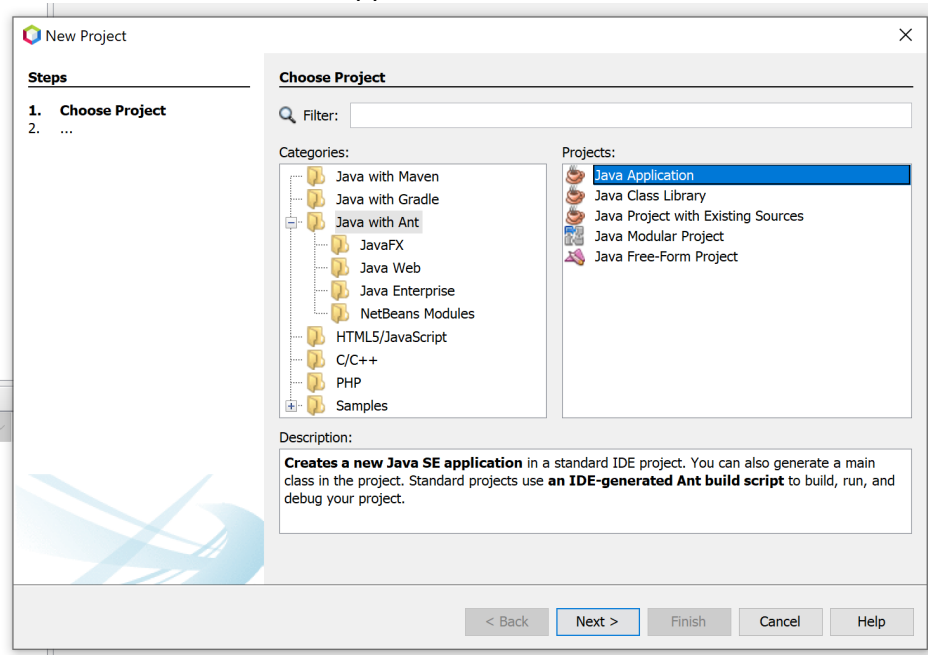 New Project
Steps
1. Choose Project
2. ...
Choose Project
Filter:
Categories:
Java with Maven
Java with Gradle
Java with Ant
JavaFX
Java Web
Java Enterprise
NetBeans Modules
HTML5/JavaScript
C/C++
PHP
Samples
Projects:
Java Application
Java Class Library
Java Project with Existing Sources
Java Modular Project
Java Free-Form Project
Description:
Creates a new Java SE application in a standard IDE project. You can also generate a main
class in the project. Standard projects use an IDE-generated Ant build script to build, run, and
debug your project.
< Back
Next >
Finish
Cancel
Help